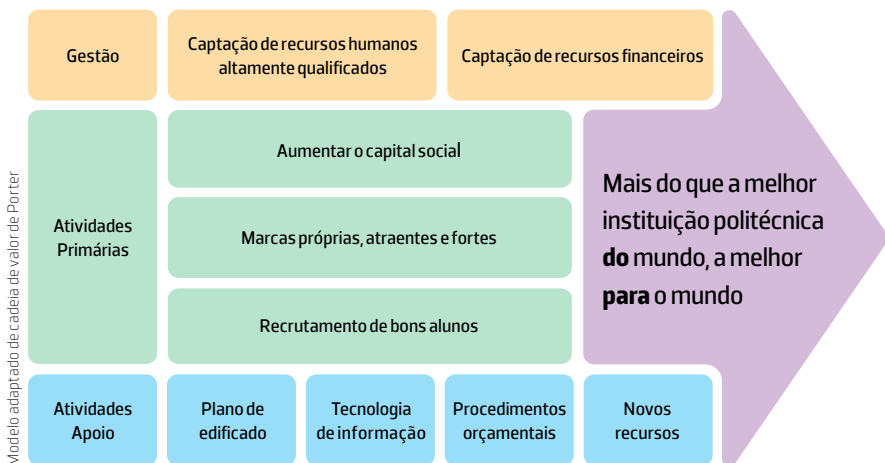 Gestão
Captação de recursos humanos
altamente qualificados
Captação de recursos financeiros
Atividades
Primárias
Aumentar o capital social
Marcas próprias, atraentes e fortes
Recrutamento de bons alunos
Mais do que a melhor
instituição politécnica
do mundo, a melhor
para o mundo
Atividades
Apoio
Plano de
edificado
Tecnologia
de informação
Procedimentos
orçamentais
Novos
recursos
Modelo adaptado de cadeia de valor de Porter